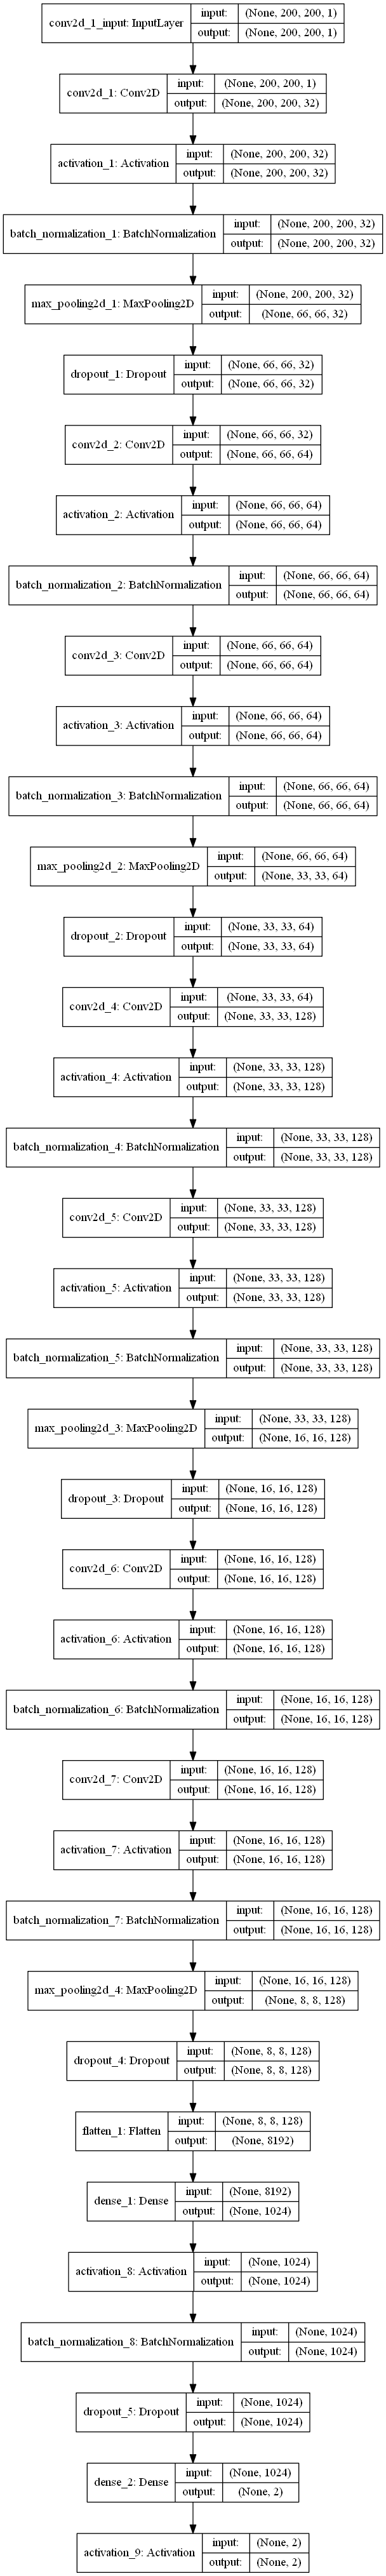 conv2d_1_input: InputLayer input: (None, 200, 200, 1)
output: (None, 200, 200, 1)
conv2d_1: Conv2D input: (None, 200, 200, 1)
output: (None, 200, 200, 32)
activation_1: Activation input: (None, 200, 200, 32)
output: (None, 200, 200, 32)
batch_normalization_1: BatchNormalization input: (None, 200, 200, 32)
output: (None, 200, 200, 32)
max_pooling2d_1: MaxPooling2D input: (None, 200, 200, 32)
output: (None, 66, 66, 32)
dropout_1: Dropout input: (None, 66, 66, 32)
output: (None, 66, 66, 32)
conv2d_2: Conv2D input: (None, 66, 66, 32)
output: (None, 66, 66, 64)
activation_2: Activation input: (None, 66, 66, 64)
output: (None, 66, 66, 64)
batch_normalization_2: BatchNormalization input: (None, 66, 66, 64)
output: (None, 66, 66, 64)
conv2d_3: Conv2D input: (None, 66, 66, 64)
output: (None, 66, 66, 64)
activation_3: Activation input: (None, 66, 66, 64)
output: (None, 66, 66, 64)
batch_normalization_3: BatchNormalization input: (None, 66, 66, 64)
output: (None, 66, 66, 64)
max_pooling2d_2: MaxPooling2D input: (None, 66, 66, 64)
output: (None, 33, 33, 64)
dropout_2: Dropout input: (None, 33, 33, 64)
output: (None, 33, 33, 64)
conv2d_4: Conv2D input: (None, 33, 33, 64)
output: (None, 33, 33, 128)
activation_4: Activation input: (None, 33, 33, 128)
output: (None, 33, 33, 128)
batch_normalization_4: BatchNormalization input: (None, 33, 33, 128)
output: (None, 33, 33, 128)
conv2d_5: Conv2D input: (None, 33, 33, 128)
output: (None, 33, 33, 128)
activation_5: Activation input: (None, 33, 33, 128)
output: (None, 33, 33, 128)
batch_normalization_5: BatchNormalization input: (None, 33, 33, 128)
output: (None, 33, 33, 128)
max_pooling2d_3: MaxPooling2D input: (None, 33, 33, 128)
output: (None, 16, 16, 128)
dropout_3: Dropout input: (None, 16, 16, 128)
output: (None, 16, 16, 128)
conv2d_6: Conv2D input: (None, 16, 16, 128)
output: (None, 16, 16, 128)
activation_6: Activation input: (None, 16, 16, 128)
output: (None, 16, 16, 128)
batch_normalization_6: BatchNormalization input: (None, 16, 16, 128)
output: (None, 16, 16, 128)
conv2d_7: Conv2D input: (None, 16, 16, 128)
output: (None, 16, 16, 128)
activation_7: Activation input: (None, 16, 16, 128)
output: (None, 16, 16, 128)
batch_normalization_7: BatchNormalization input: (None, 16, 16, 128)
output: (None, 16, 16, 128)
max_pooling2d_4: MaxPooling2D input: (None, 16, 16, 128)
output: (None, 8, 8, 128)
dropout_4: Dropout input: (None, 8, 8, 128)
output: (None, 8, 8, 128)
flatten_1: Flatten input: (None, 8, 8, 128)
output: (None, 8192)
dense_1: Dense input: (None, 8192)
output: (None, 1024)
activation_8: Activation input: (None, 1024)
output: (None, 1024)
batch_normalization_8: BatchNormalization input: (None, 1024)
output: (None, 1024)
dropout_5: Dropout input: (None, 1024)
output: (None, 1024)
dense_2: Dense input: (None, 1024)
output: (None, 2)
activation_9: Activation input: (None, 2)
output: (None, 2)